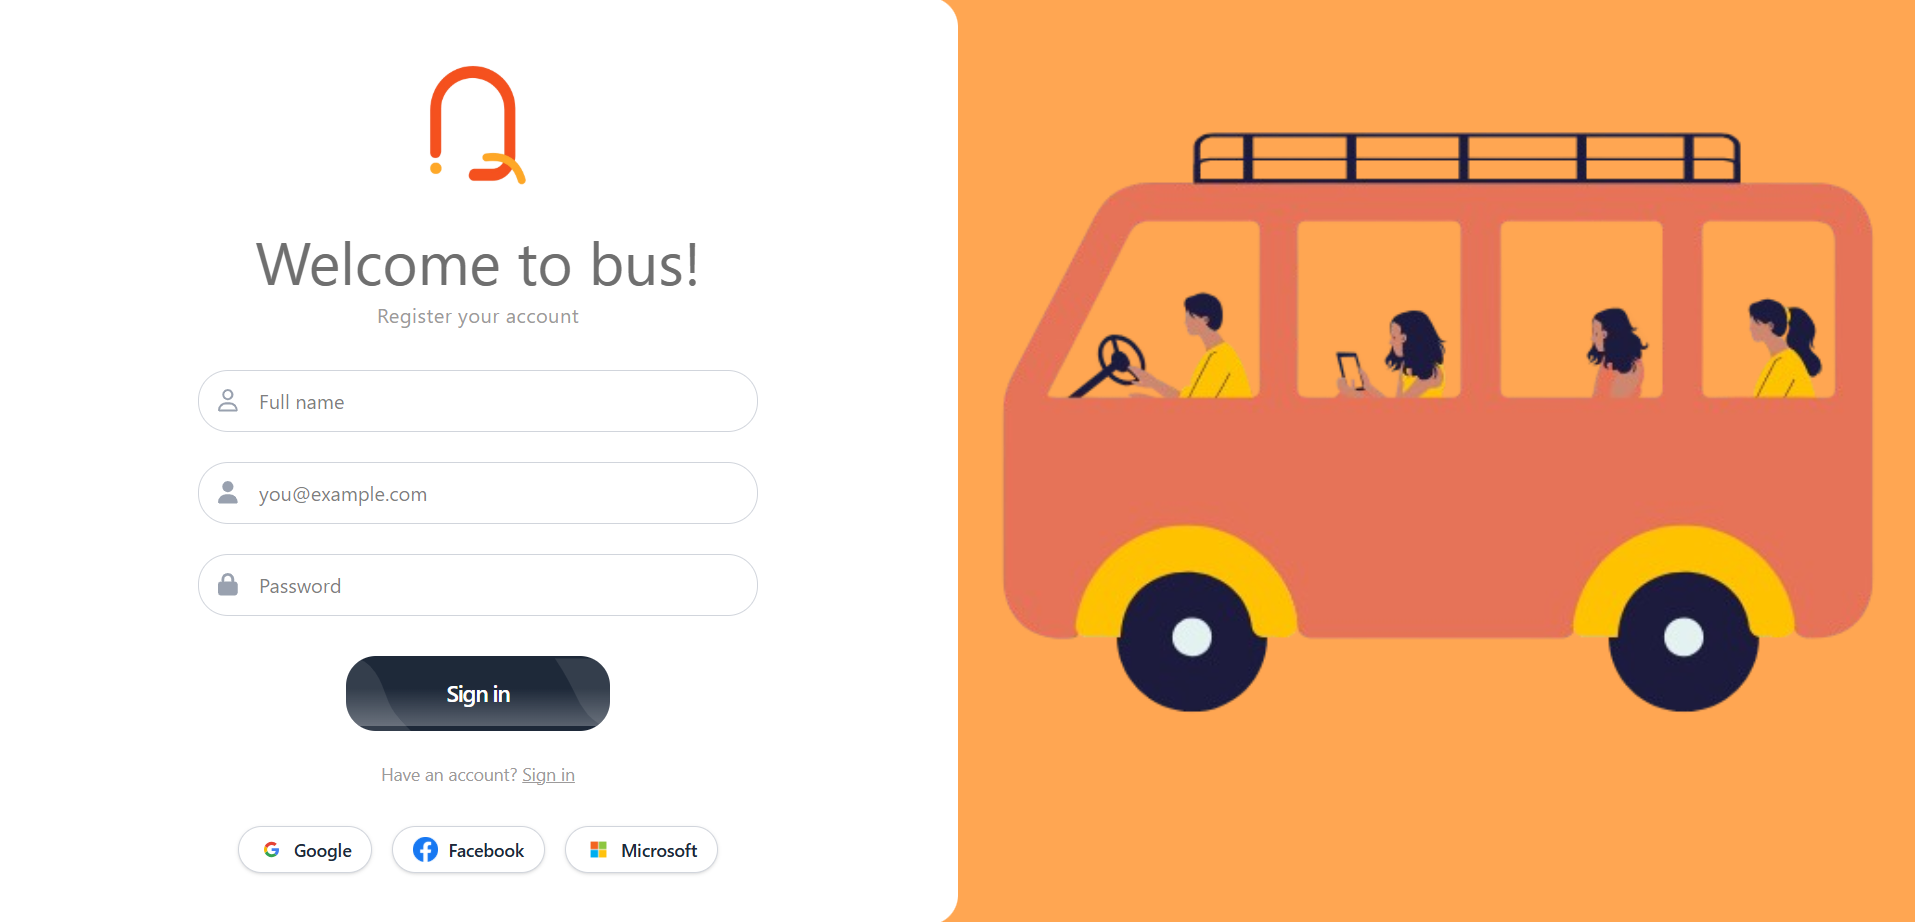 Welcome to bus!
Register your account
Full name
you@example.com
Password
Sign in
Have an account? Sign in
Google Facebook Microsoft